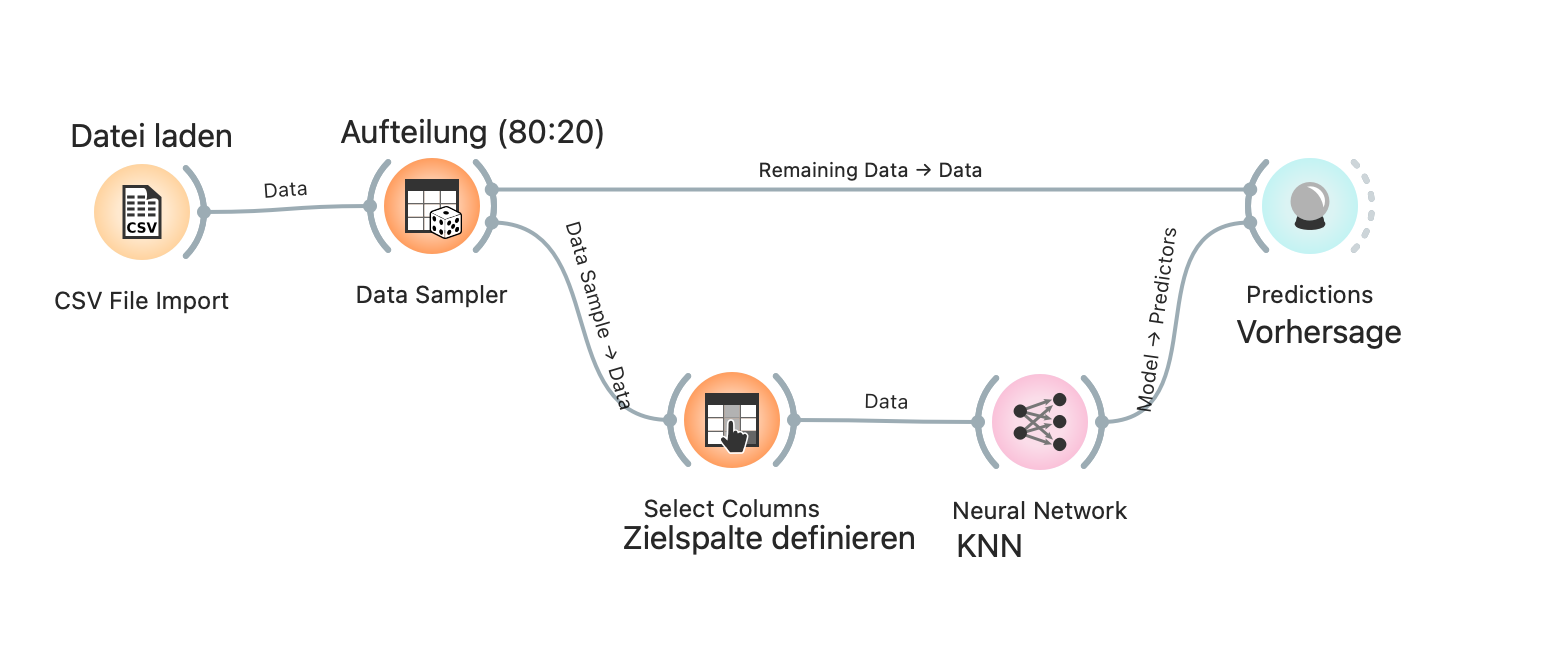 Datei laden
Aufteilung (80:20)
CSV
Data
CSV File Import
Data Sampler
Remaining Data → Data
Data Sample → Data
Model → Predictors
Predictions
Vorhersage
Data
Select Columns
Zielspalte definieren
Neural Network
KNN